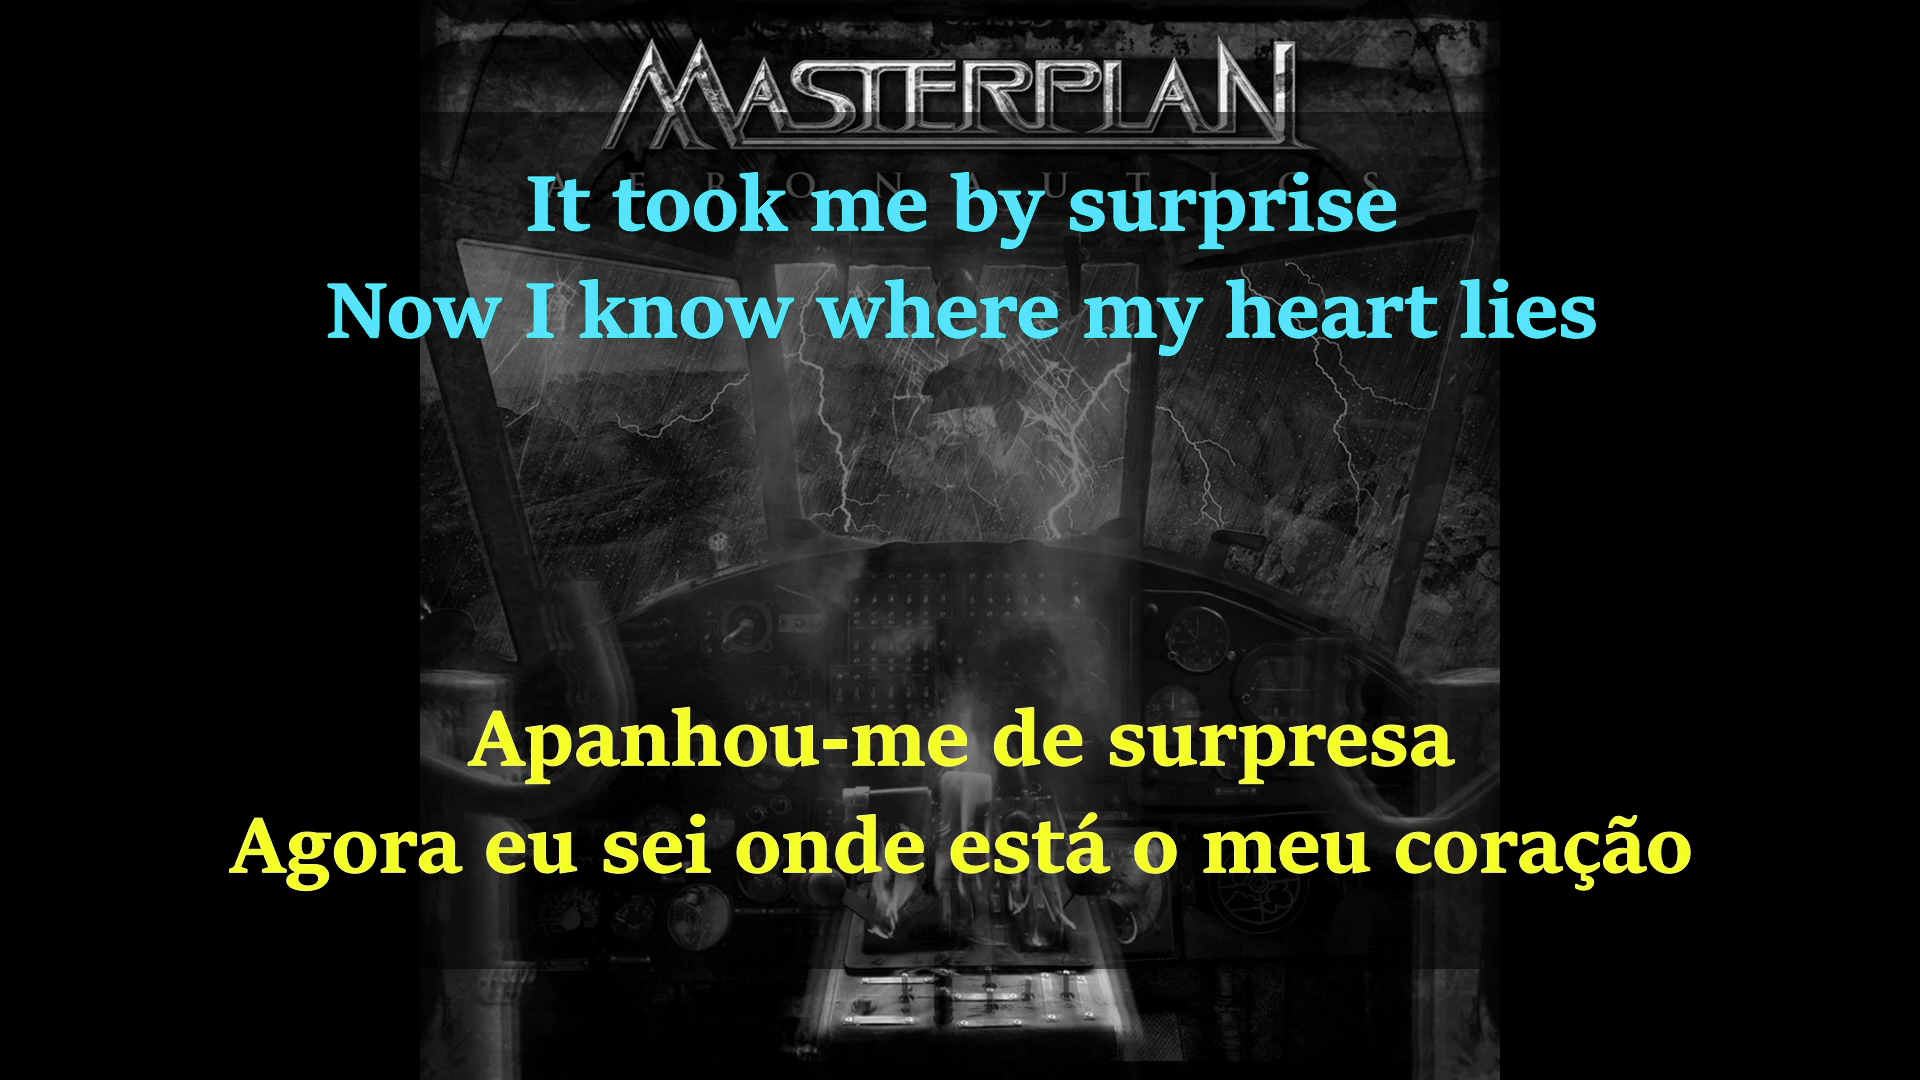 MASTERPLAN
AERONAUTICS
It took me by surprise
Now I know where my heart lies
Apanhou-me de surpresa
Agora eu sei onde está o meu coração